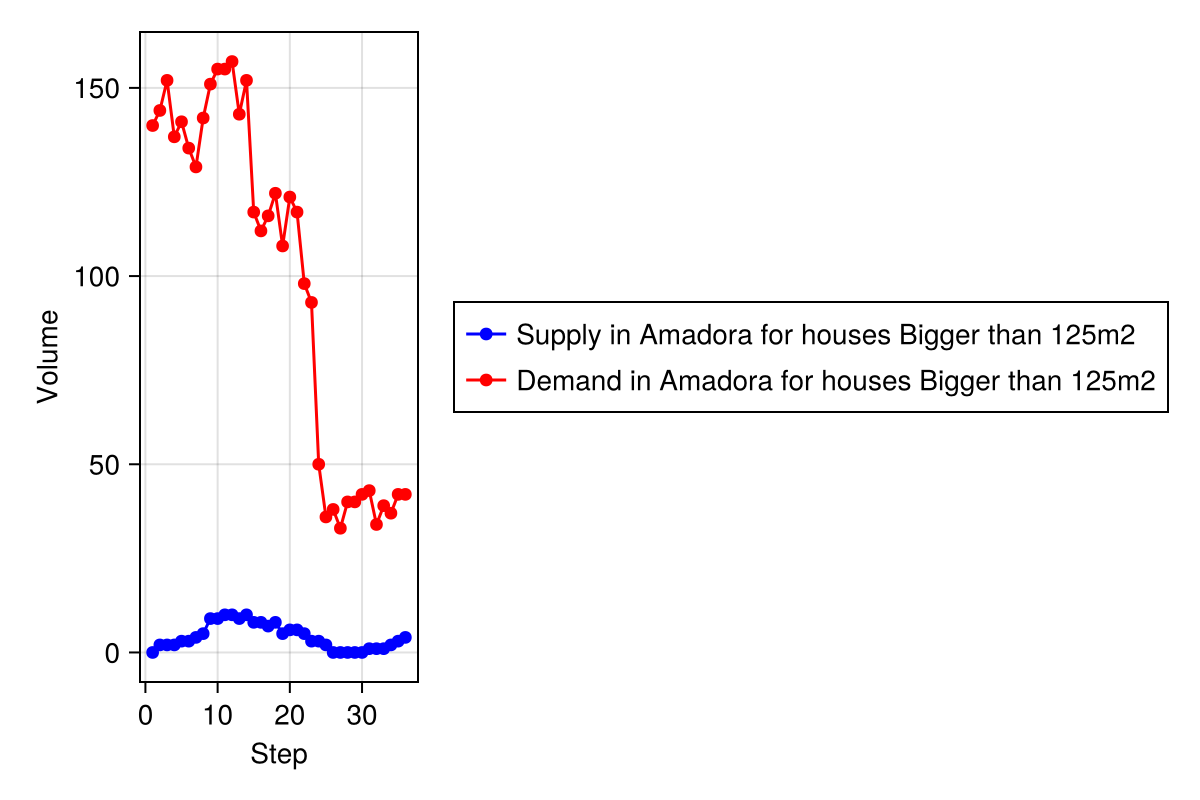 150
100
50
0
Volume
0 10 20 30
Step
Supply in Amadora for houses Bigger than 125m2
Demand in Amadora for houses Bigger than 125m2